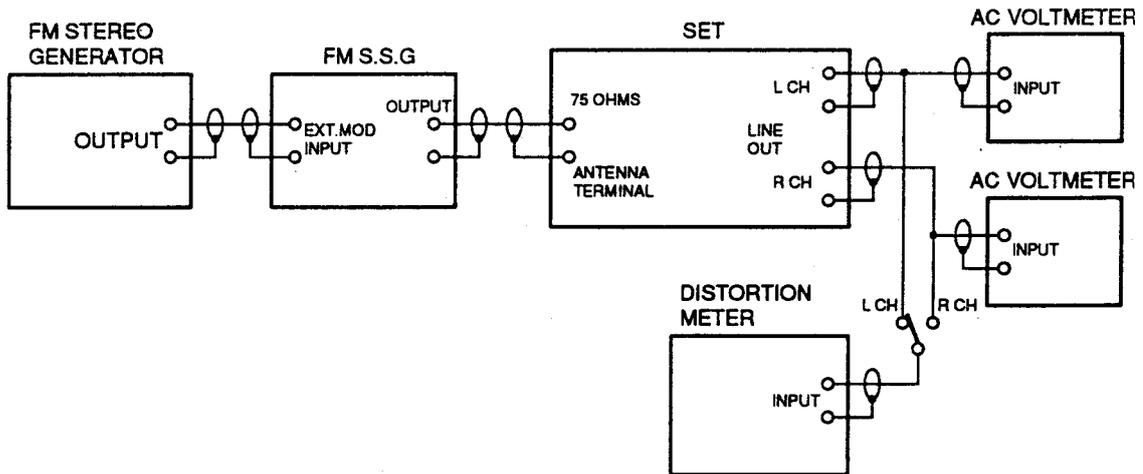 FM STEREO
GENERATOR
OUTPUT
FM S.S.G
EXT.MOD
INPUT
OUTPUT
SET
75 OHMS
ANTENNA
TERMINAL
L CH
LINE
OUT
R CH
AC VOLTMETER
INPUT
AC VOLTMETER
INPUT
L CH
R CH
DISTORTION
METER
INPUT